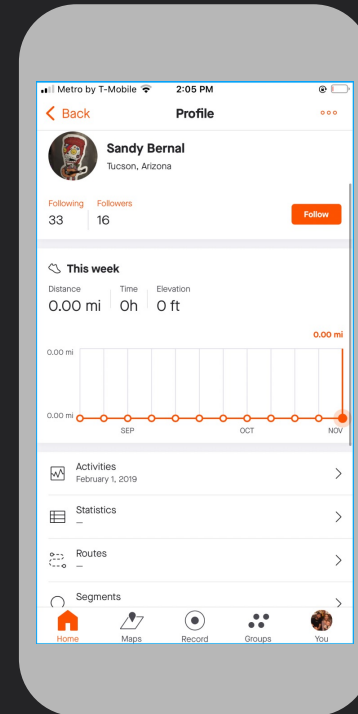 Metro by T-Mobile 2:05 PM
Back Profile
Sandy Bernal
Tucson, Arizona
Following Followers
33 16 Follow
This week
Distance Time Elevation
0.00 mi 0h 0 ft
0.00 mi
0.00 mi
0.00 mi
SEP OCT NOV
Activities
February 1, 2019
Statistics
–
Routes
–
Segments
Home Maps Record Groups You